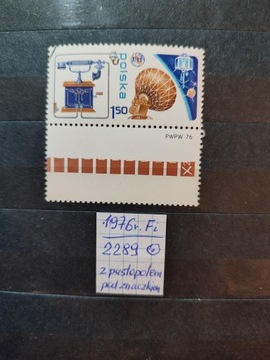 polska
1,50
PWPW 76
1976r. Fi
2289
z pustopolem
pod znaczkiem